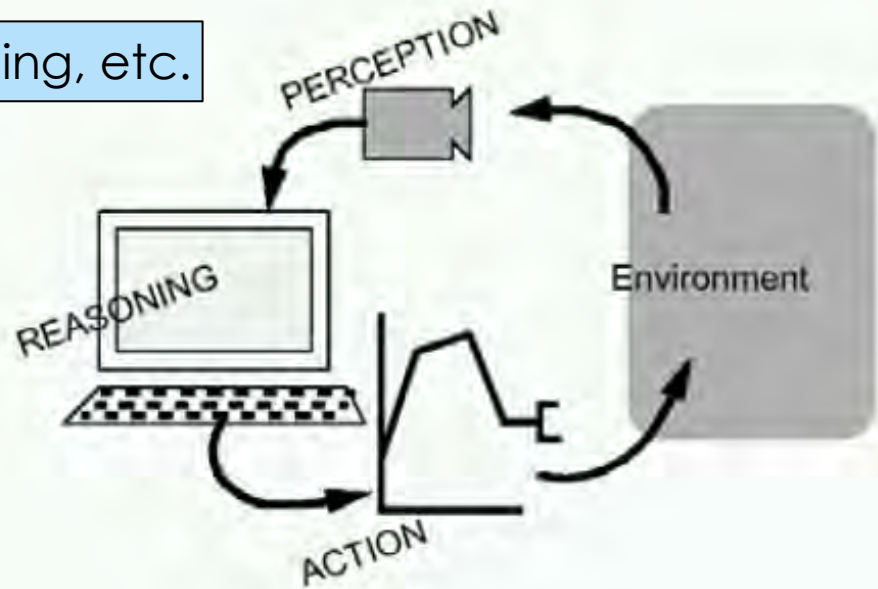 ing, etc.
PERCEPTION
Environment
REASONING
ACTION